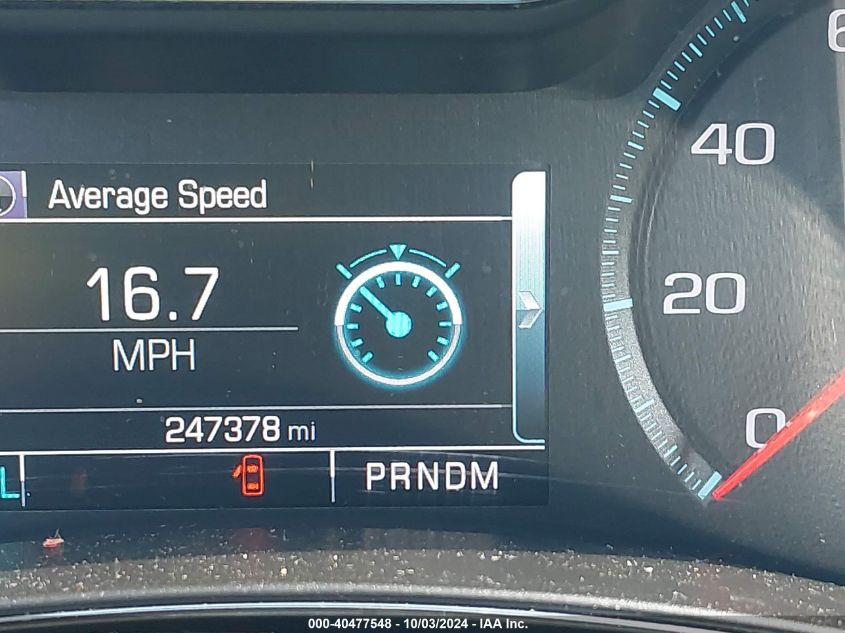 Average Speed
16.7
MPH
247378 mi
PRNDM
L
40
20
0
000-40477548 - 10/03/2024 - IAA Inc.